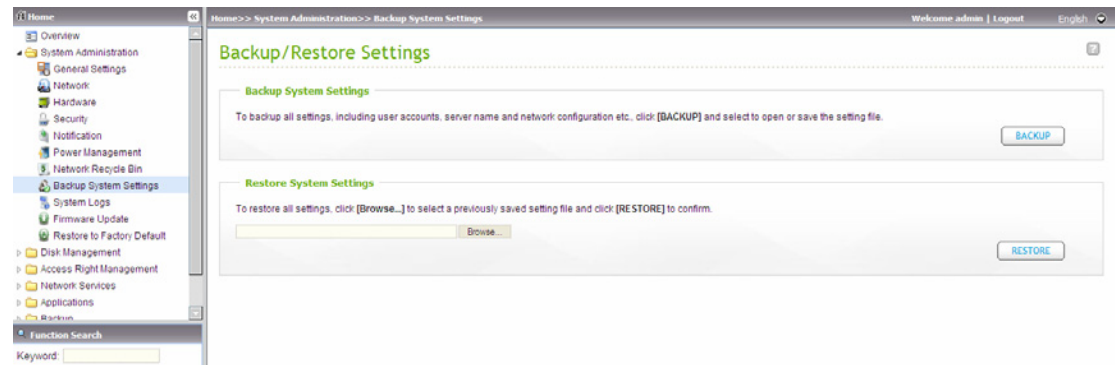 Home
Home>> System Administration>> Backup System Settings
Welcome admin | Logout
English
Overview
System Administration
General Settings
Network
Hardware
Security
Notification
Power Management
Network Recycle Bin
Backup System Settings
System Logs
Firmware Update
Restore to Factory Default
Disk Management
Access Right Management
Network Services
Applications
Backup
Function Search
Keyword:
Backup/Restore Settings
?
Backup System Settings
To backup all settings, including user accounts, server name and network configuration etc., click [BACKUP] and select to open or save the setting file.
BACKUP
Restore System Settings
To restore all settings, click [Browse...] to select a previously saved setting file and click [RESTORE] to confirm.
Browse...
RESTORE